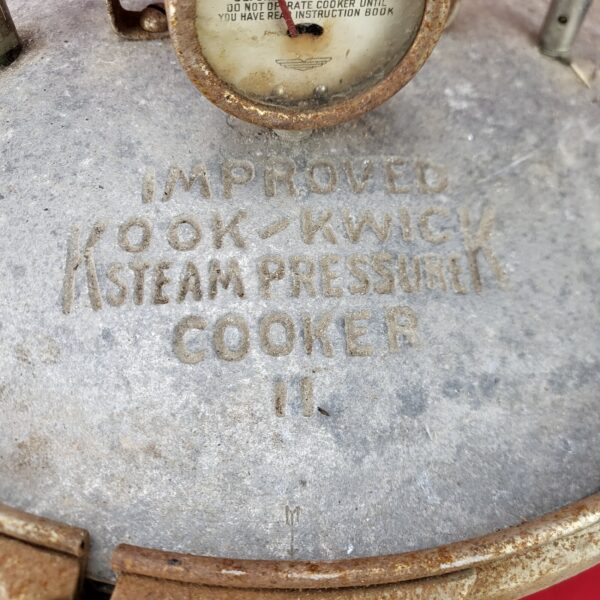 DO NOT OPERATE COOKER UNTIL
YOU HAVE READ INSTRUCTION BOOK
IMPROVED
KOOK-KWICK
STEAM PRESSURE
COOKER
11
M